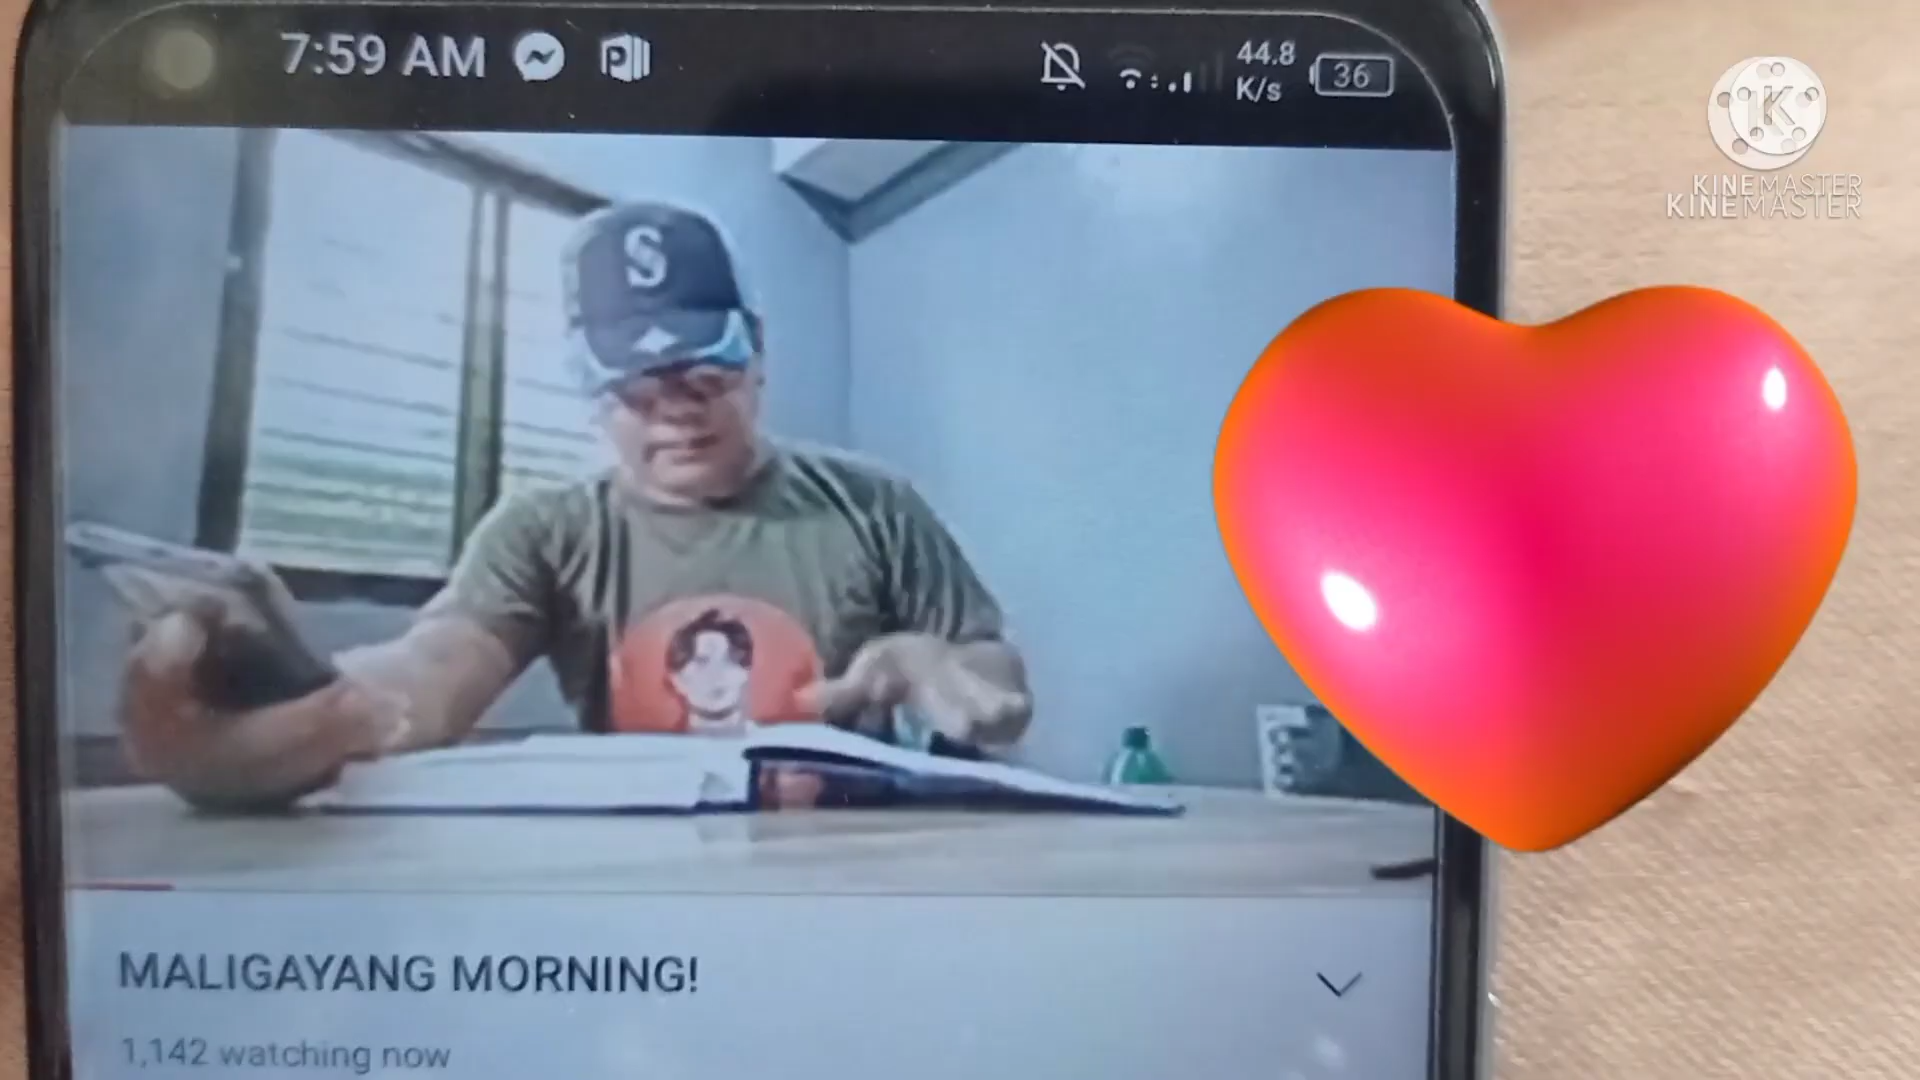 7:59 AM
44.8
K/s
36
K
KINEMASTER
KINEMASTER
S
MALIGAYANG MORNING!
1,142 watching now